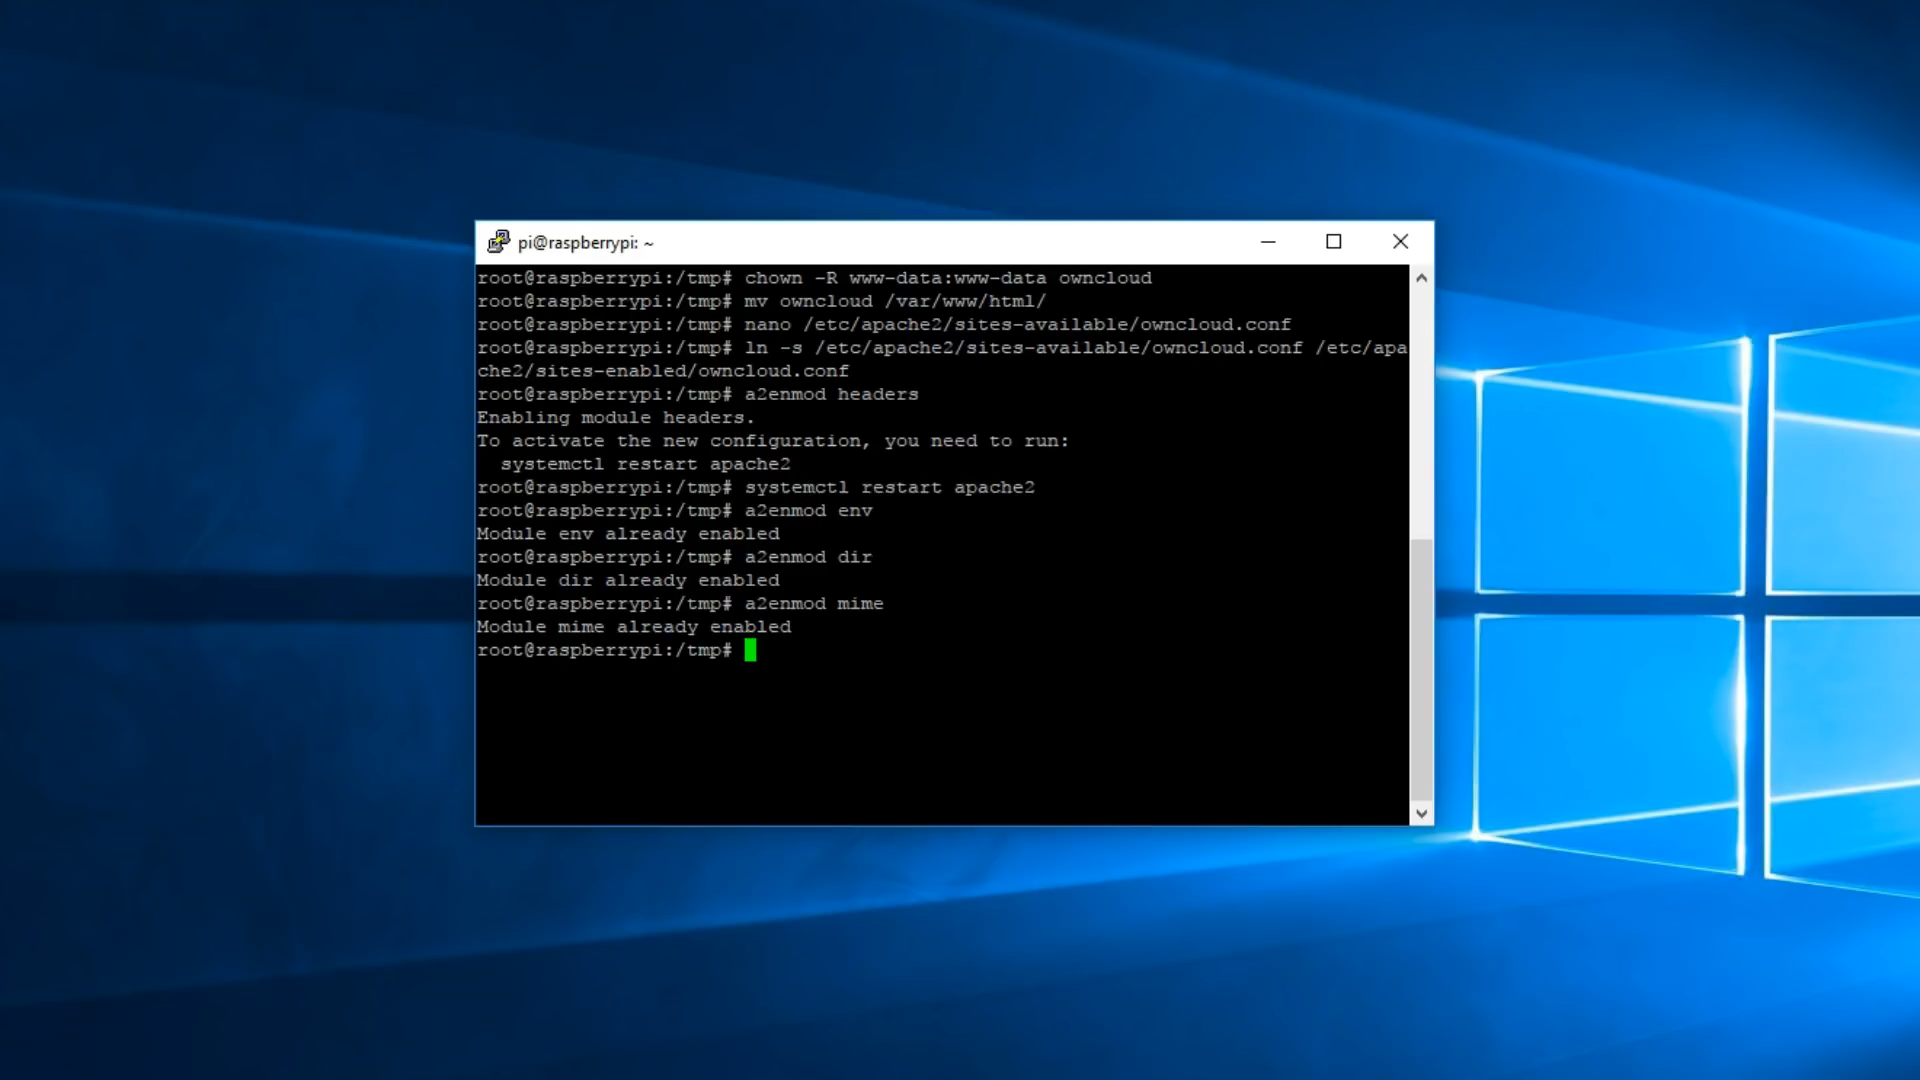 pi@raspberrypi: ~
root@raspberrypi:/tmp# chown -R www-data:www-data owncloud
root@raspberrypi:/tmp# mv owncloud /var/www/html/
root@raspberrypi:/tmp# nano /etc/apache2/sites-available/owncloud.conf
root@raspberrypi:/tmp# ln -s /etc/apache2/sites-available/owncloud.conf /etc/apa
che2/sites-enabled/owncloud.conf
root@raspberrypi:/tmp# a2enmod headers
Enabling module headers.
To activate the new configuration, you need to run:
  systemctl restart apache2
root@raspberrypi:/tmp# systemctl restart apache2
root@raspberrypi:/tmp# a2enmod env
Module env already enabled
root@raspberrypi:/tmp# a2enmod dir
Module dir already enabled
root@raspberrypi:/tmp# a2enmod mime
Module mime already enabled
root@raspberrypi:/tmp#